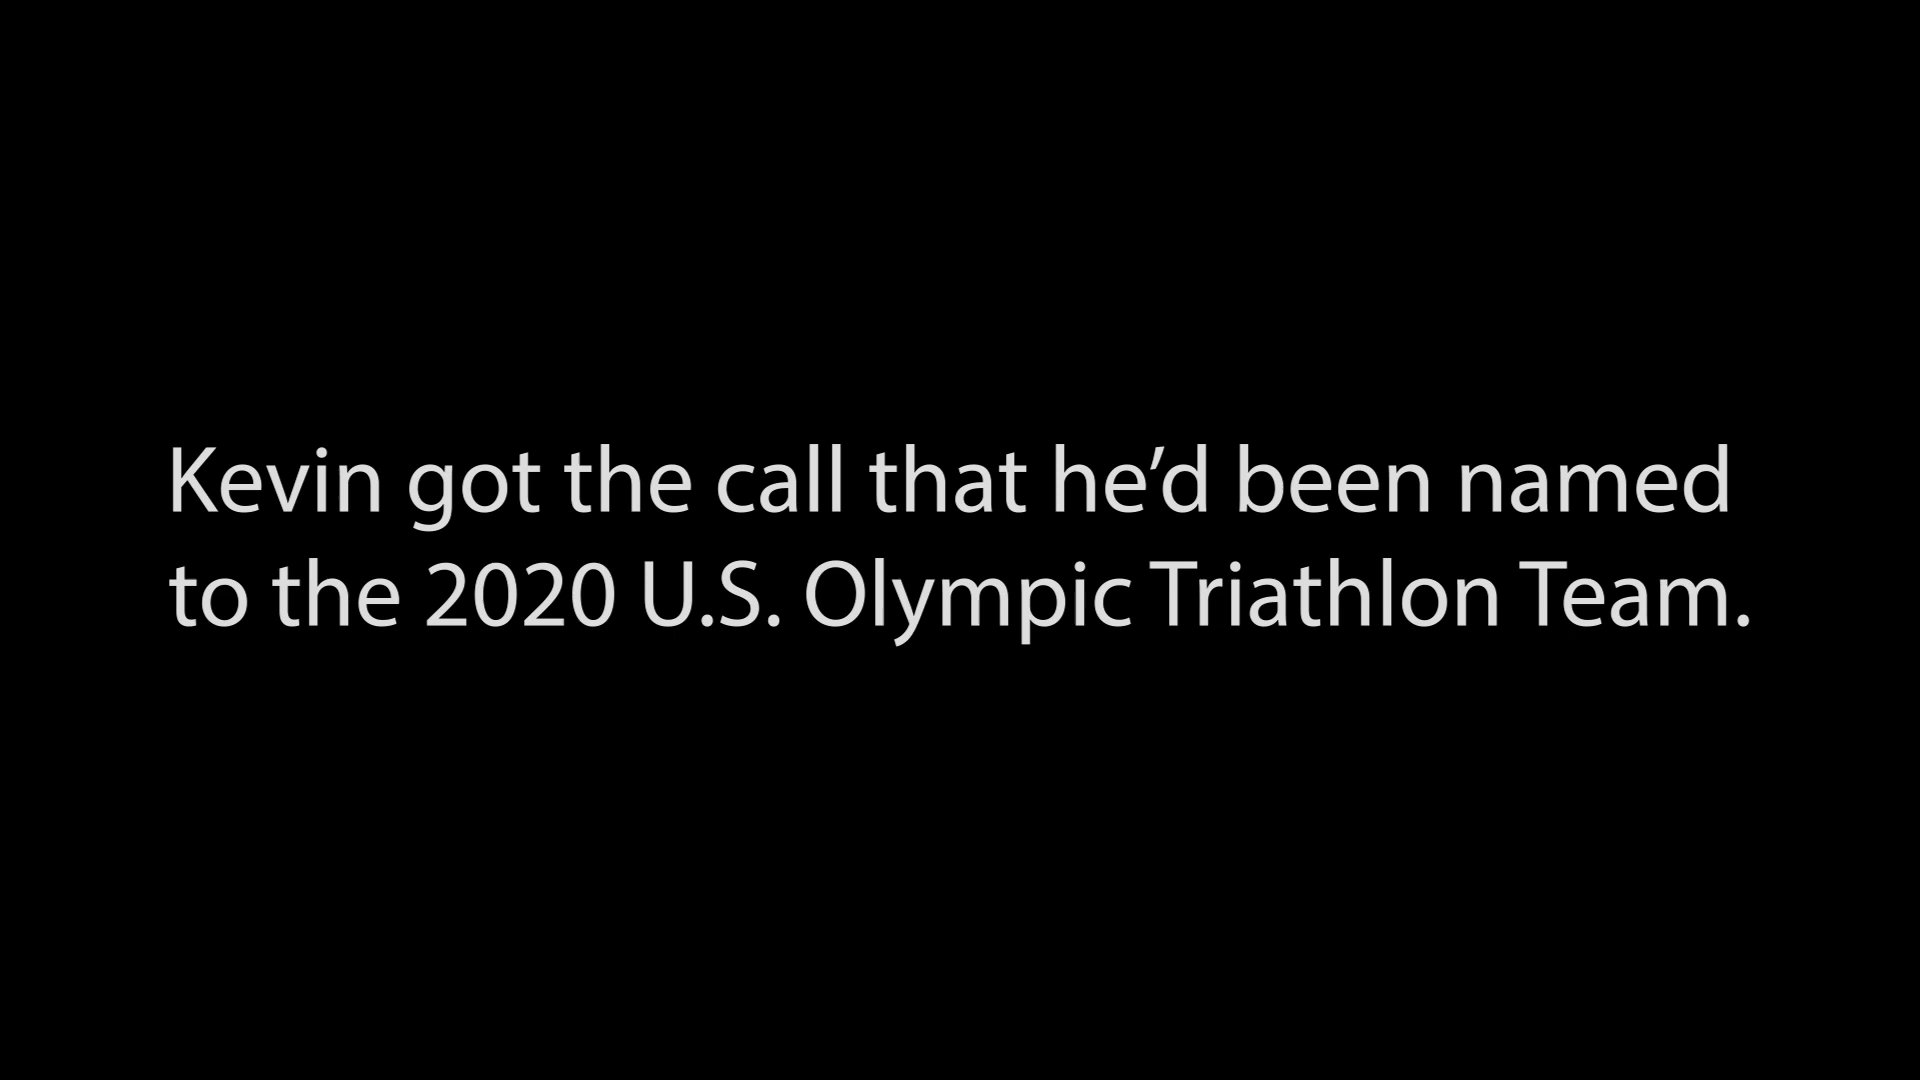 Kevin got the call that he’d been named
to the 2020 U.S. Olympic Triathlon Team.